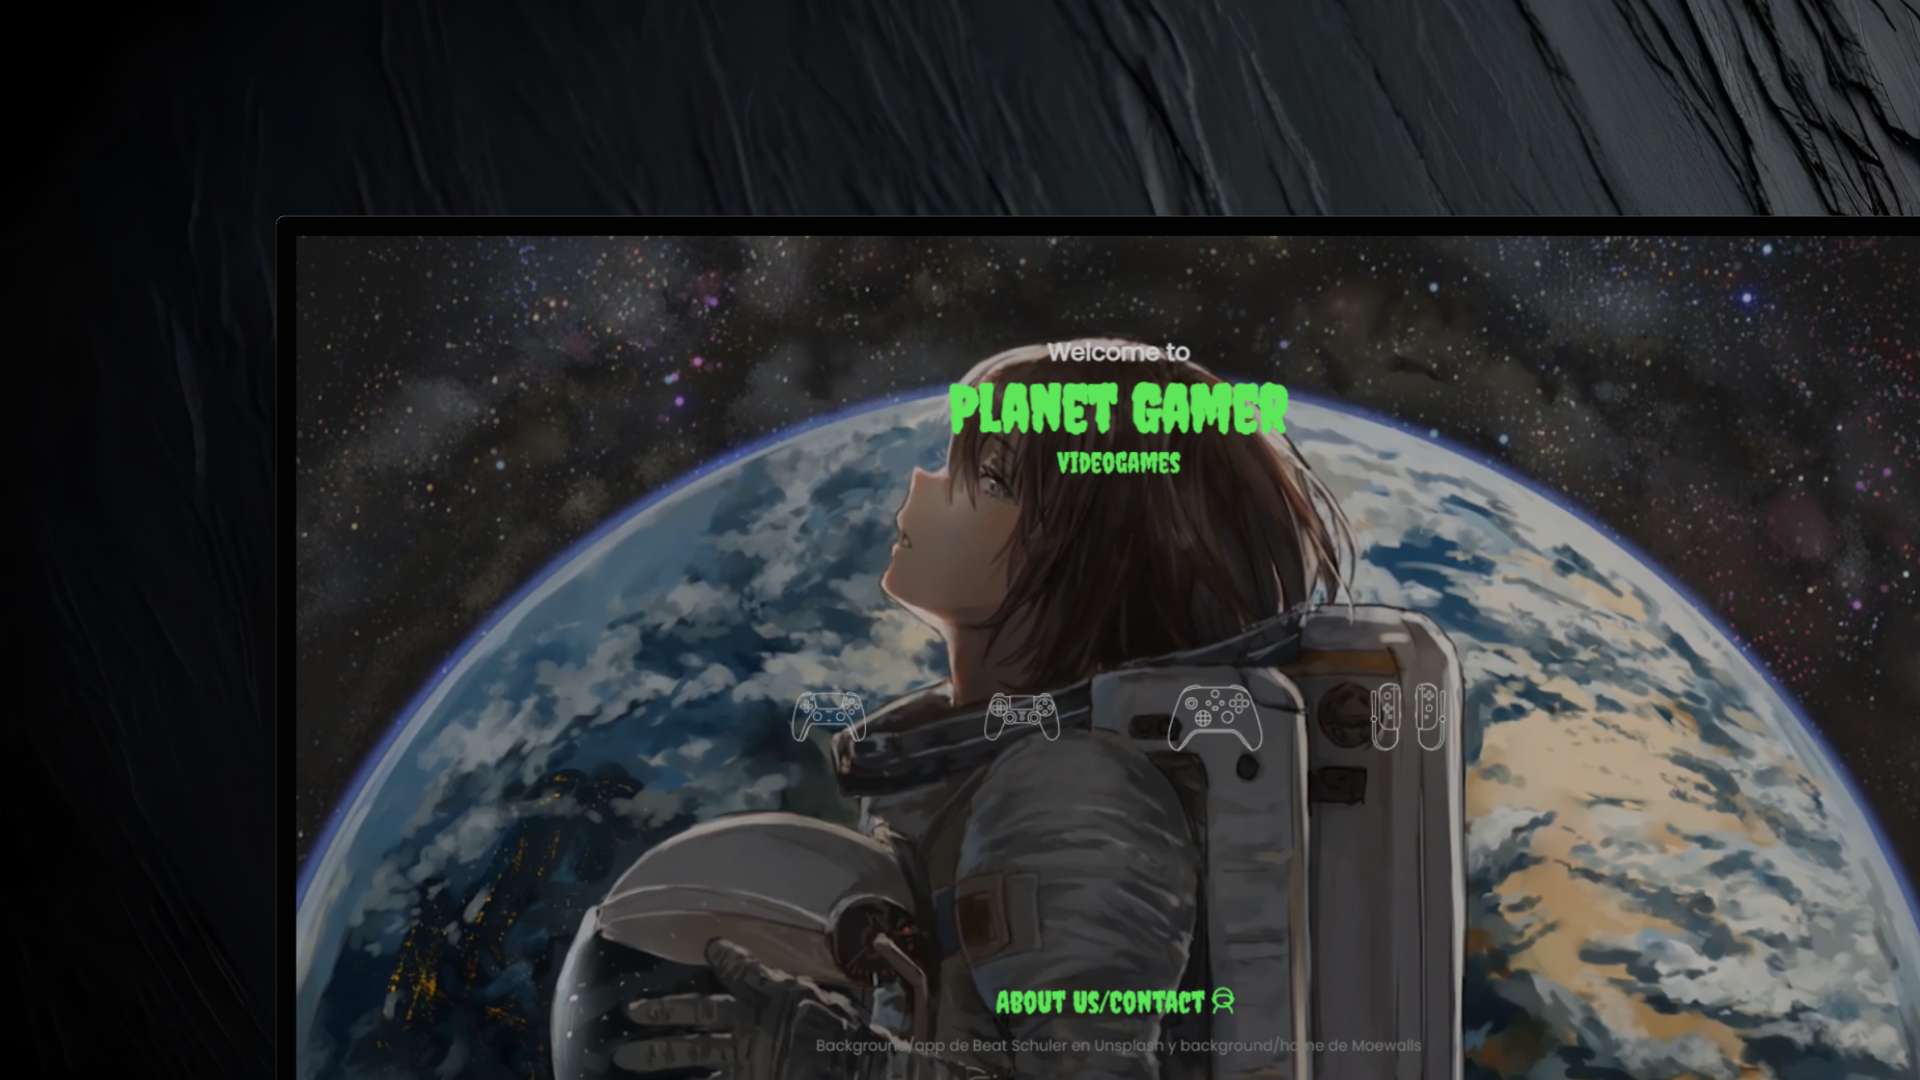 Welcome to
PLANET GAMER
VIDEOGAMES
ABOUT US/CONTACT
Background/app de Beat Schuler en Unsplash y background/home de Moewalls